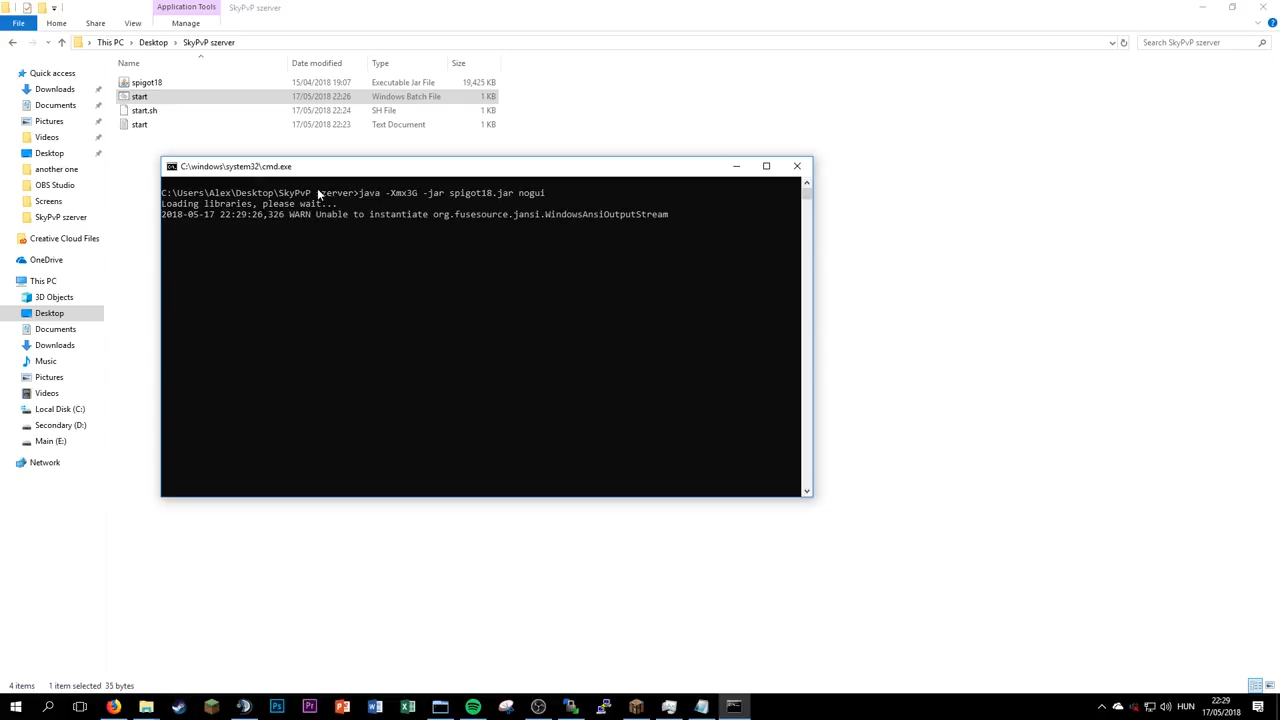 Application Tools
SkyPvP szerver
File
Home
Share
View
Manage
This PC
Desktop
SkyPvP szerver
Search SkyPvP szerver
Name
Date modified
Type
Size
spigot18
15/04/2018 19:07
Executable Jar File
19,425 KB
start
17/05/2018 22:26
Windows Batch File
1 KB
start.sh
17/05/2018 22:24
SH File
1 KB
start
17/05/2018 22:23
Text Document
1 KB
Quick access
Downloads
Documents
Pictures
Videos
Desktop
another one
OBS Studio
Screens
SkyPvP szerver
Creative Cloud Files
OneDrive
This PC
3D Objects
Desktop
Documents
Downloads
Music
Pictures
Videos
Local Disk (C:)
Secondary (D:)
Main (E:)
Network
C:\windows\system32\cmd.exe
C:\Users\Alex\Desktop\SkyPvP szerver>java -Xmx3G -jar spigot18.jar nogui
Loading libraries, please wait...
2018-05-17 22:29:26,326 WARN Unable to instantiate org.fusesource.jansi.WindowsAnsiOutputStream
4 items
1 item selected 35 bytes
HUN
22:29
17/05/2018